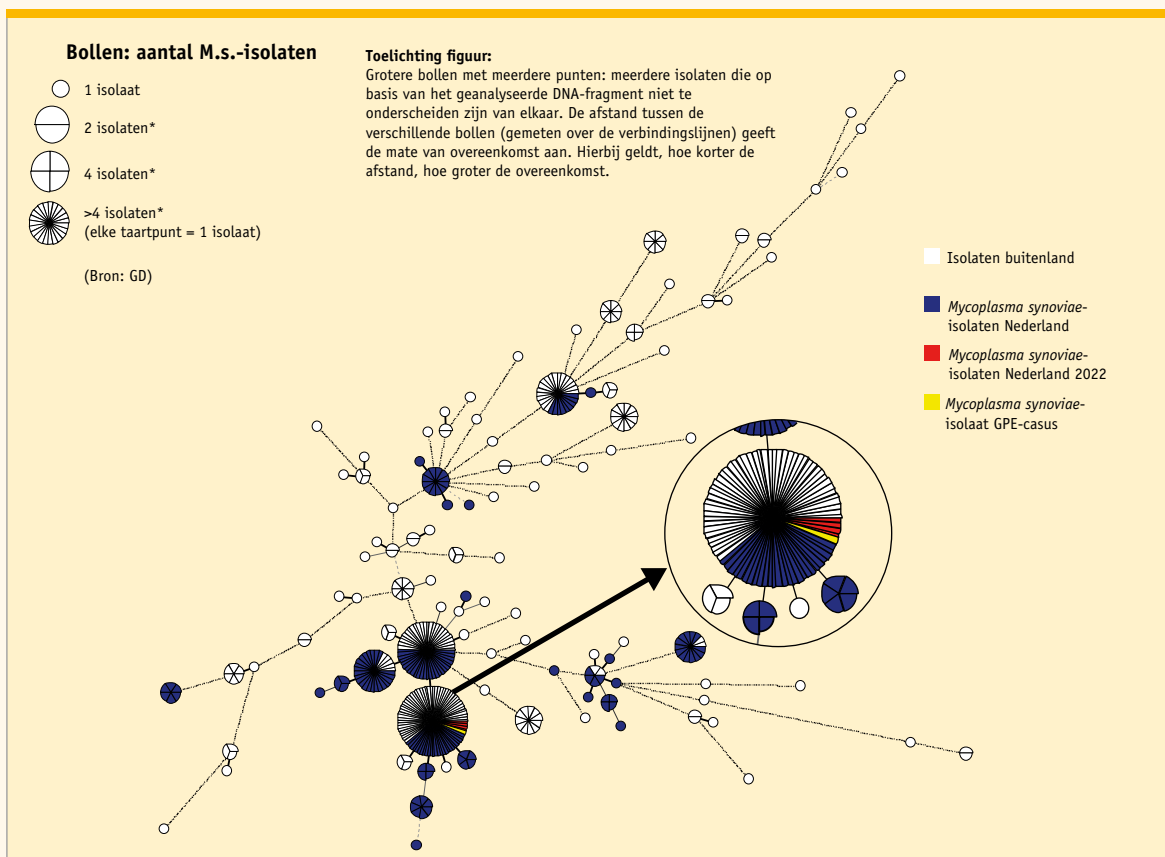 Bollen: aantal M.s.-isolaten
1 isolaat
2 isolaten*
4 isolaten*
>4 isolaten*
(elke taartpunt = 1 isolaat)
(Bron: GD)
Toelichting figuur:
Grotere bollen met meerdere punten: meerdere isolaten die op
basis van het geanalyseerde DNA-fragment niet te
onderscheiden zijn van elkaar. De afstand tussen de
verschillende bollen (gemeten over de verbindingslijnen) geeft
de mate van overeenkomst aan. Hierbij geldt, hoe korter de
afstand, hoe groter de overeenkomst.
Isolaten buitenland
Mycoplasma synoviae-
isolaten Nederland
Mycoplasma synoviae-
isolaten Nederland 2022
Mycoplasma synoviae-
isolaat GPE-casus